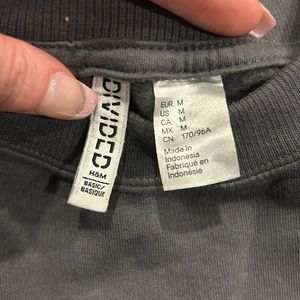 DIVIDED
H&M
BASIC/
BASIQUE
EUR M
US M
CA M
MX M
CN 170/96A
Made in
Indonesia
Fabriqué en
Indonésie